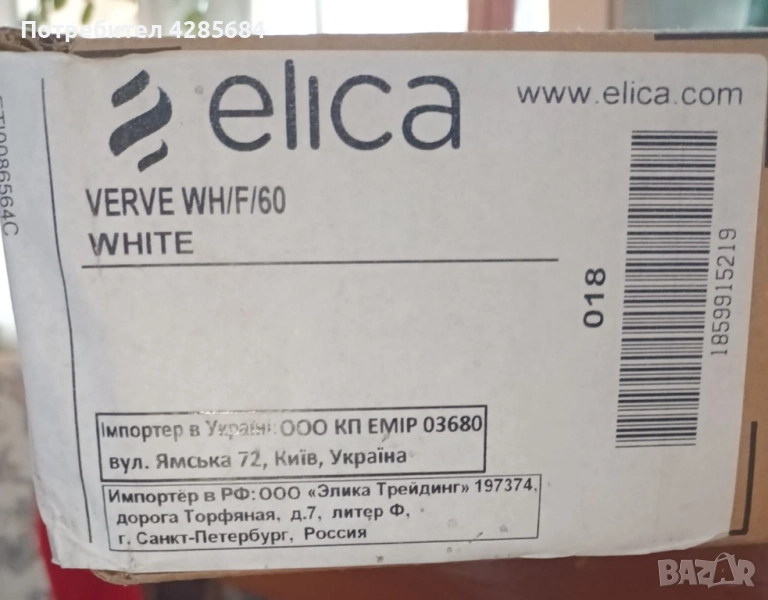 Потребител 4285684
elica
www.elica.com
VERVE WH/F/60
WHITE
018
1859915219
Імпортер в Україні: ООО КП ЕМІР 03680
вул. Ямська 72, Київ, Україна
Импортёр в РФ: ООО «Элика Трейдинг» 197374,
дорога Торфяная, д.7, литер Ф,
г. Санкт-Петербург, Россия
BAZAR